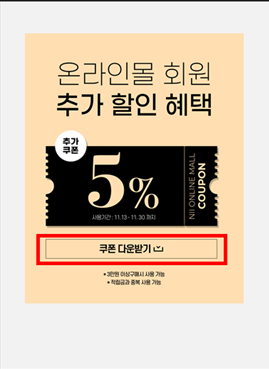 온라인몰 회원
추가 할인 혜택
추가
쿠폰
5%
사용기간 : 11.13 - 11. 30 까지
NII ONLINE MALL
COUPON
쿠폰 다운받기
• 3만원 이상구매시 사용 가능
• 적립금과 중복 사용 가능